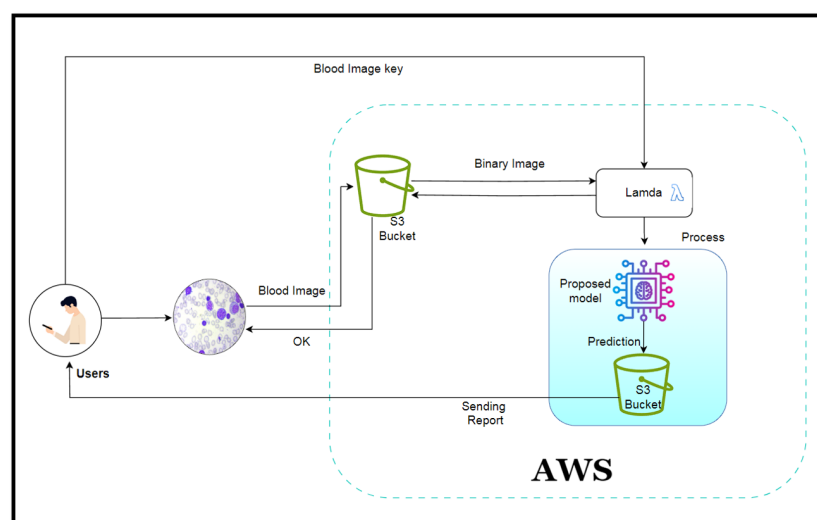 Blood Image key
Binary Image
Lamda
S3
Bucket
Process
Blood Image
Proposed
model
OK
Prediction
Users
S3
Bucket
Sending
Report
AWS